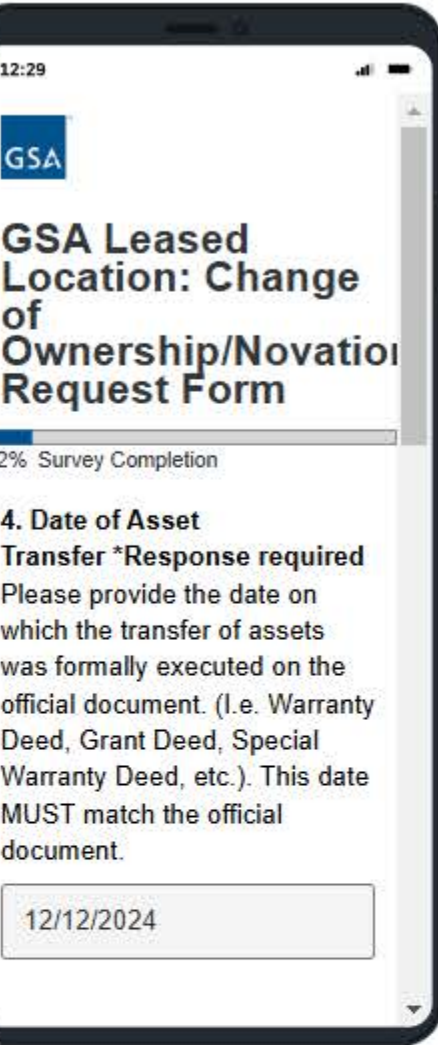 12:29
GSA
GSA Leased
Location: Change
of
Ownership/Novation
Request Form
2% Survey Completion
4. Date of Asset
Transfer *Response required
Please provide the date on
which the transfer of assets
was formally executed on the
official document. (I.e. Warranty
Deed, Grant Deed, Special
Warranty Deed, etc.). This date
MUST match the official
document.
12/12/2024